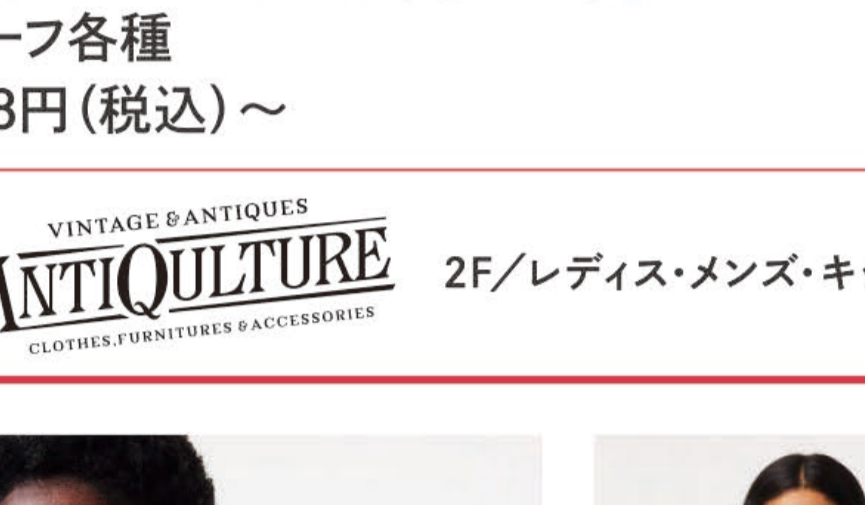 ーフ各種
8円(税込)～
VINTAGE & ANTIQUES
ANTIQULTURE
CLOTHES,FURNITURES & ACCESSORIES
2F／レディス・メンズ・キ